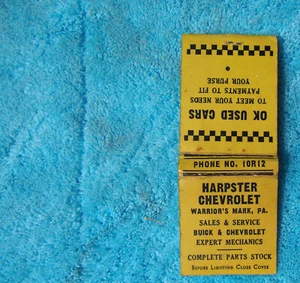 OK USED CARS
TO MEET YOUR NEEDS
PAYMENTS TO FIT
YOUR PURSE
PHONE NO. 10R12
HARPSTER
CHEVROLET
WARRIOR'S MARK, PA.
SALES & SERVICE
BUICK & CHEVROLET
EXPERT MECHANICS
COMPLETE PARTS STOCK
BEFORE LIGHTING CLOSE COVER